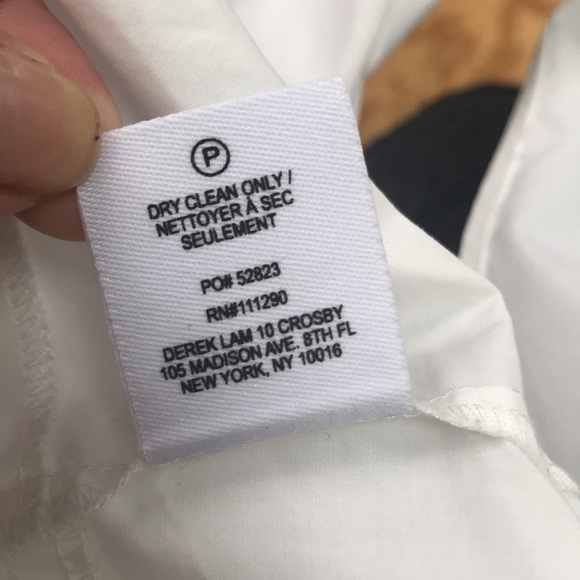 P
DRY CLEAN ONLY /
NETTOYER À SEC
SEULEMENT
PO# 52823
RN#111290
DEREK LAM 10 CROSBY
105 MADISON AVE. 8TH FL
NEW YORK, NY 10016